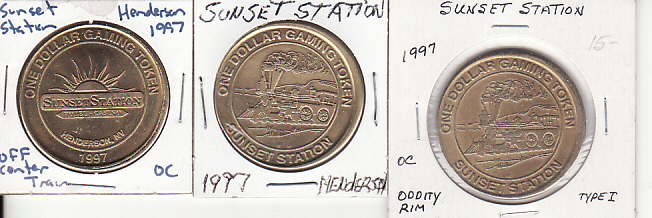 Sunset
Station
Henderson
1997
ONE DOLLAR GAMING TOKEN
SUNSET STATION
HOTEL • CASINO
HENDERSON, NV
1997
OFF
Center
Train
OC
SUNSET STATION
ONE DOLLAR GAMING TOKEN
SUNSET STATION
1997 — HENDERSON
SUNSET STATION
1997
15-
ONE DOLLAR GAMING TOKEN
SUNSET STATION
OC
ODDITY
RIM
TYPE I